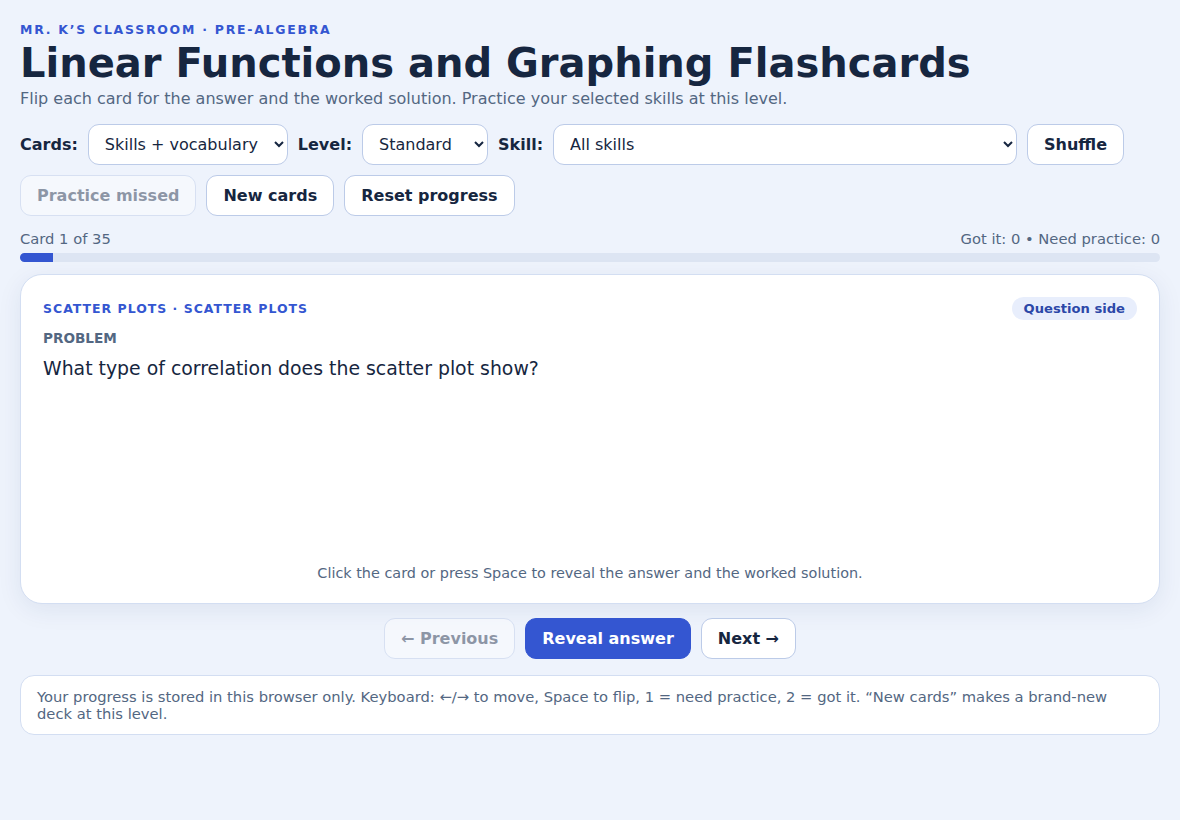 MR. K’S CLASSROOM · PRE-ALGEBRA
Linear Functions and Graphing Flashcards
Flip each card for the answer and the worked solution. Practice your selected skills at this level.
Cards: Skills + vocabulary Level: Standard Skill: All skills Shuffle
Practice missed New cards Reset progress
Card 1 of 35 Got it: 0 • Need practice: 0
SCATTER PLOTS · SCATTER PLOTS Question side
PROBLEM
What type of correlation does the scatter plot show?
Click the card or press Space to reveal the answer and the worked solution.
← Previous Reveal answer Next →
Your progress is stored in this browser only. Keyboard: ←/→ to move, Space to flip, 1 = need practice, 2 = got it. “New cards” makes a brand-new
deck at this level.